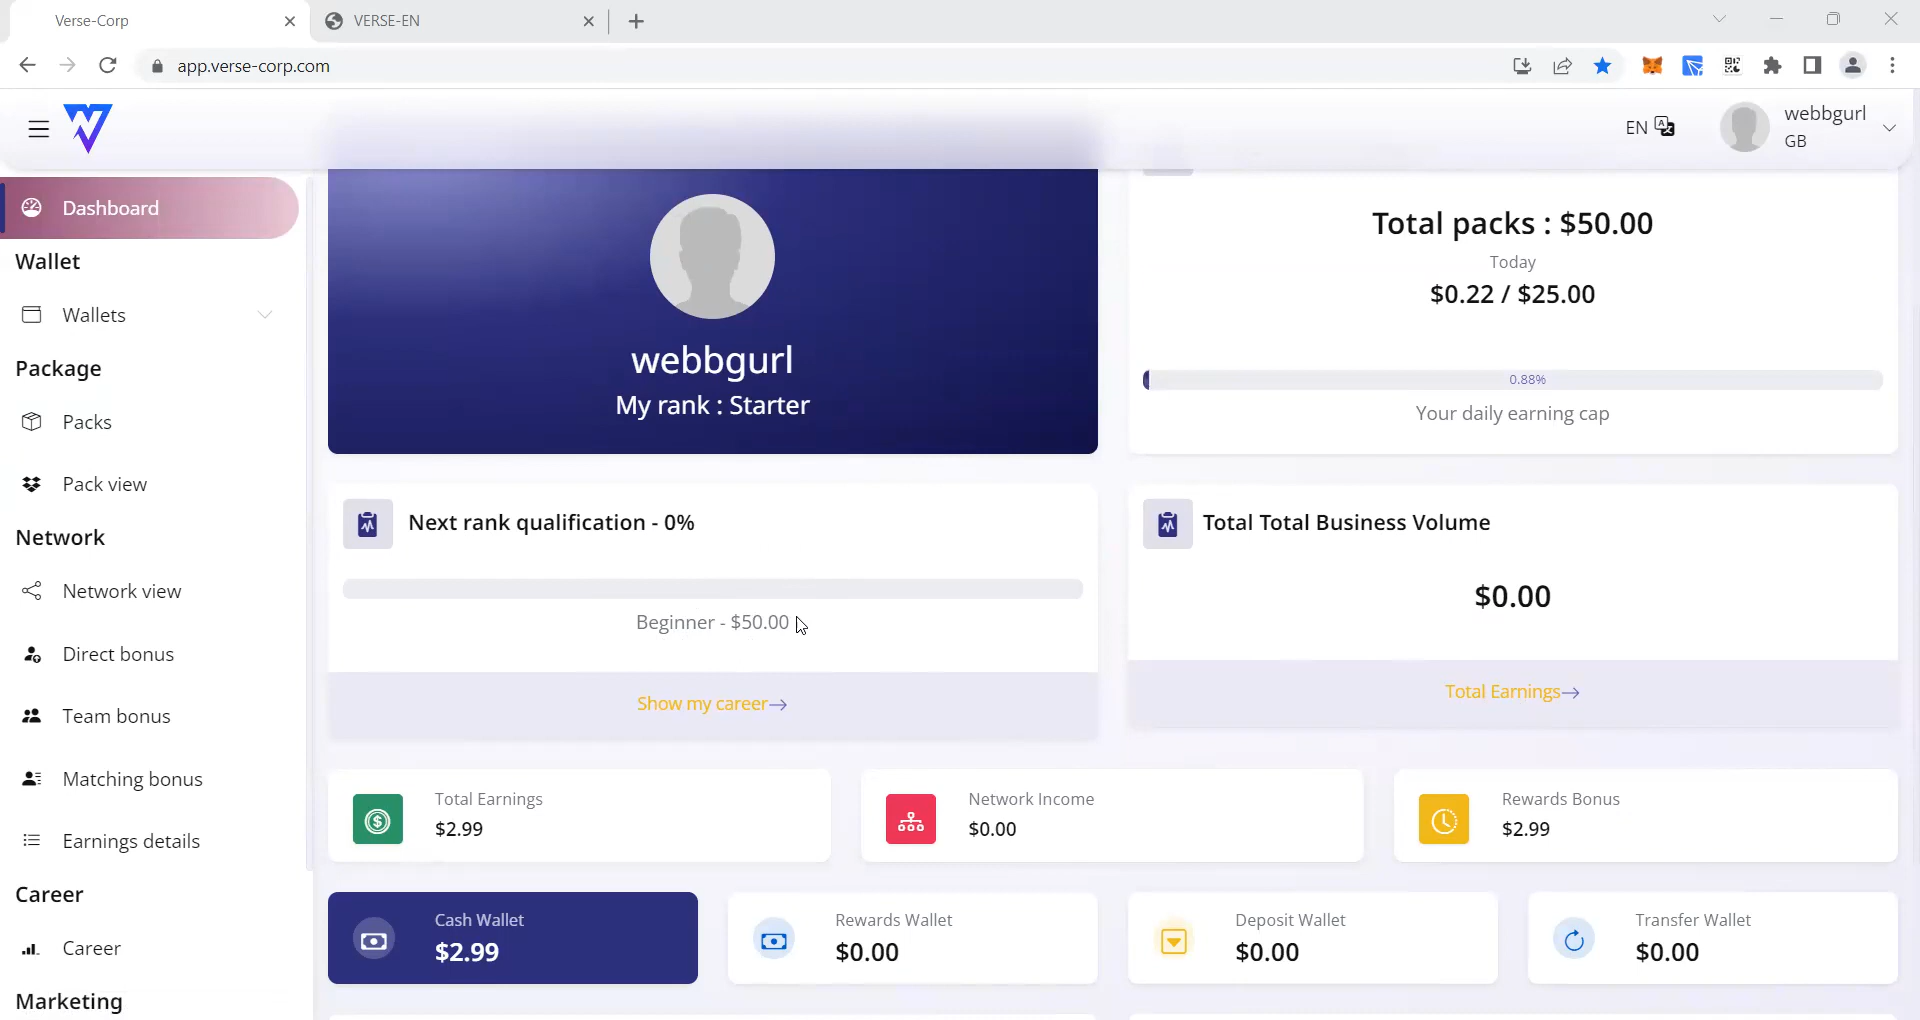 Verse-Corp
VERSE-EN
app.verse-corp.com
EN
webbgurl
GB
Dashboard
Wallet
Wallets
Package
Packs
Pack view
Network
Network view
Direct bonus
Team bonus
Matching bonus
Earnings details
Career
Career
Marketing
webbgurl
My rank : Starter
Total packs : $50.00
Today
$0.22 / $25.00
0.88%
Your daily earning cap
Next rank qualification - 0%
Beginner - $50.00
Show my career→
Total Total Business Volume
$0.00
Total Earnings→
Total Earnings
$2.99
Network Income
$0.00
Rewards Bonus
$2.99
Cash Wallet
$2.99
Rewards Wallet
$0.00
Deposit Wallet
$0.00
Transfer Wallet
$0.00